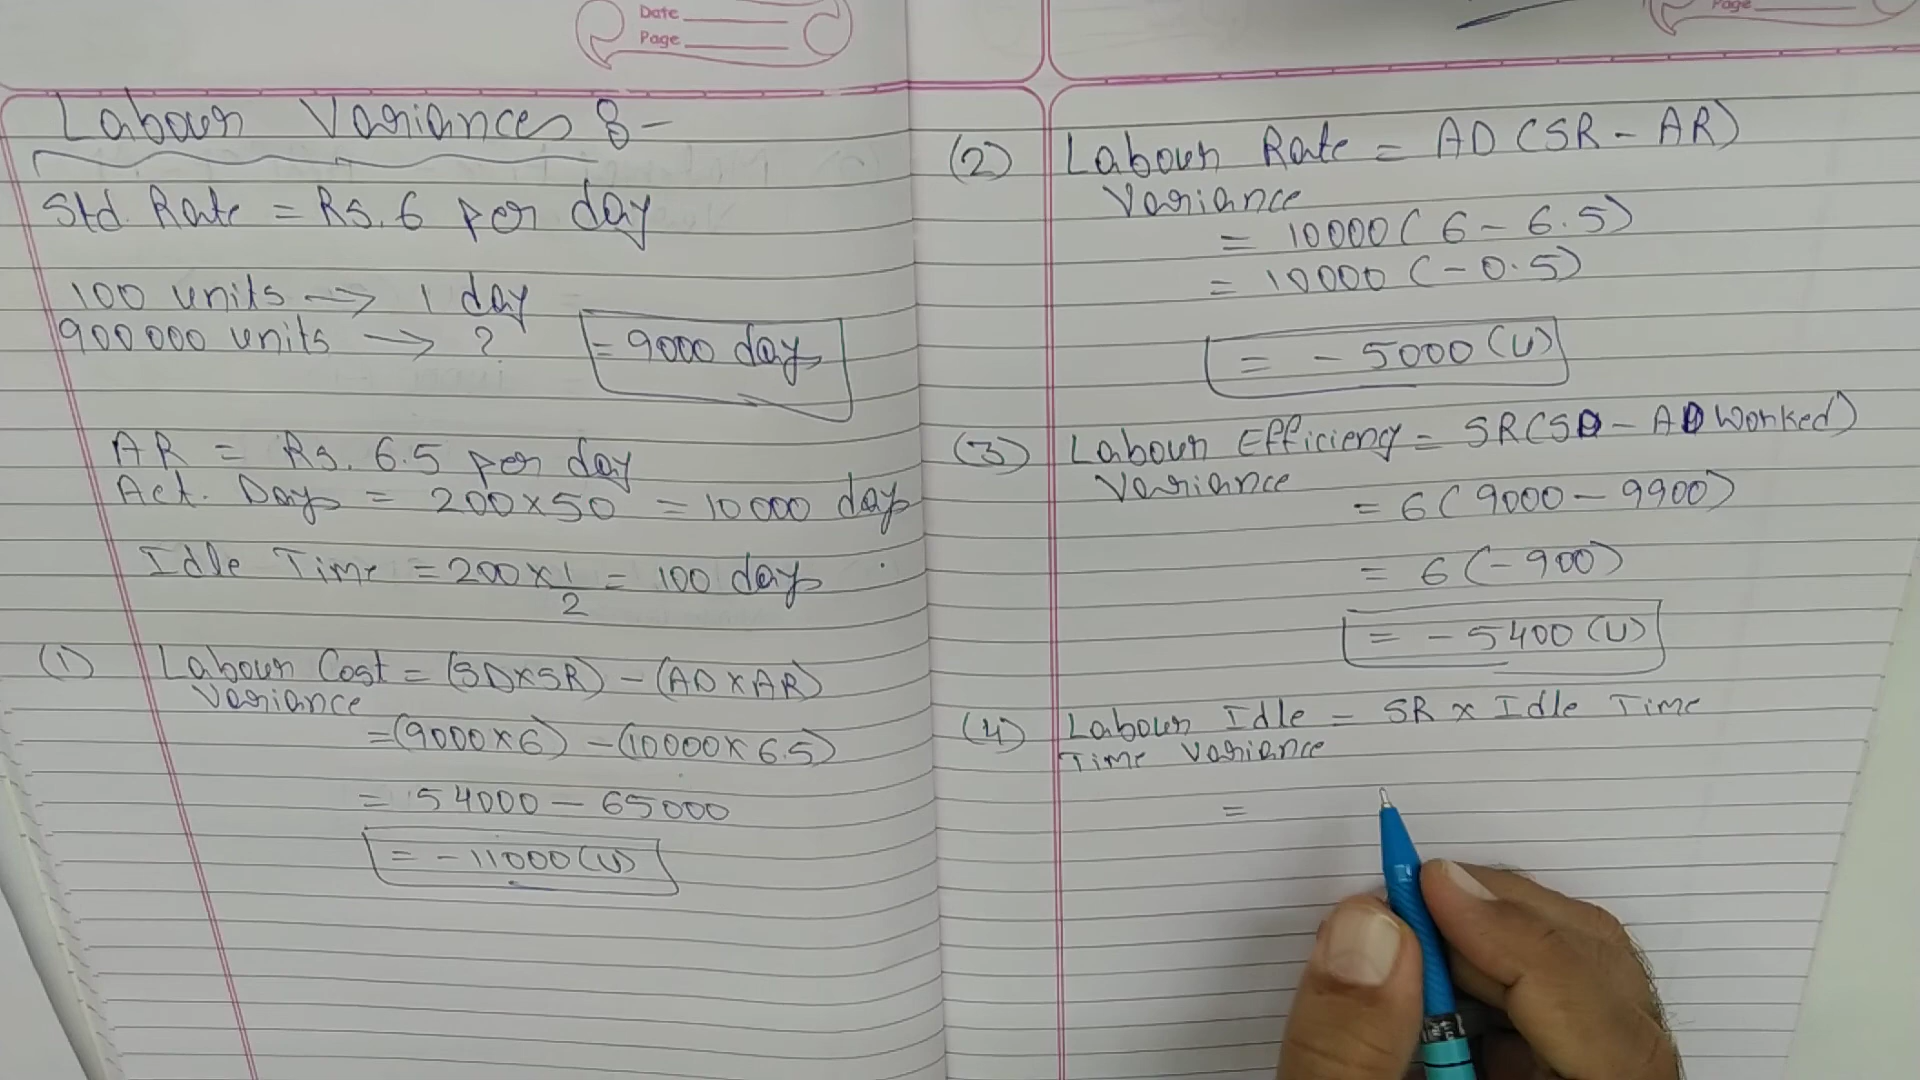 Date
Page
Page
Labour Variances :-
Std. Rate = Rs. 6 per day
100 units → 1 day
900000 units → ?
= 9000 days
AR = Rs. 6.5 per day
Act. Days = 200 x 50 = 10000 days
Idle Time = 200 x 1/2 = 100 days
(1) Labour Cost = (SD x SR) - (AD x AR)
Variance
= (9000 x 6) - (10000 x 6.5)
= 54000 - 65000
= - 11000 (U)
(2) Labour Rate = AD (SR - AR)
Variance
= 10000 (6 - 6.5)
= 10000 (-0.5)
= - 5000 (U)
(3) Labour Efficiency = SR (SD - AD Worked)
Variance
= 6 (9000 - 9900)
= 6 (-900)
= - 5400 (U)
(4) Labour Idle = SR x Idle Time
Time Variance
=